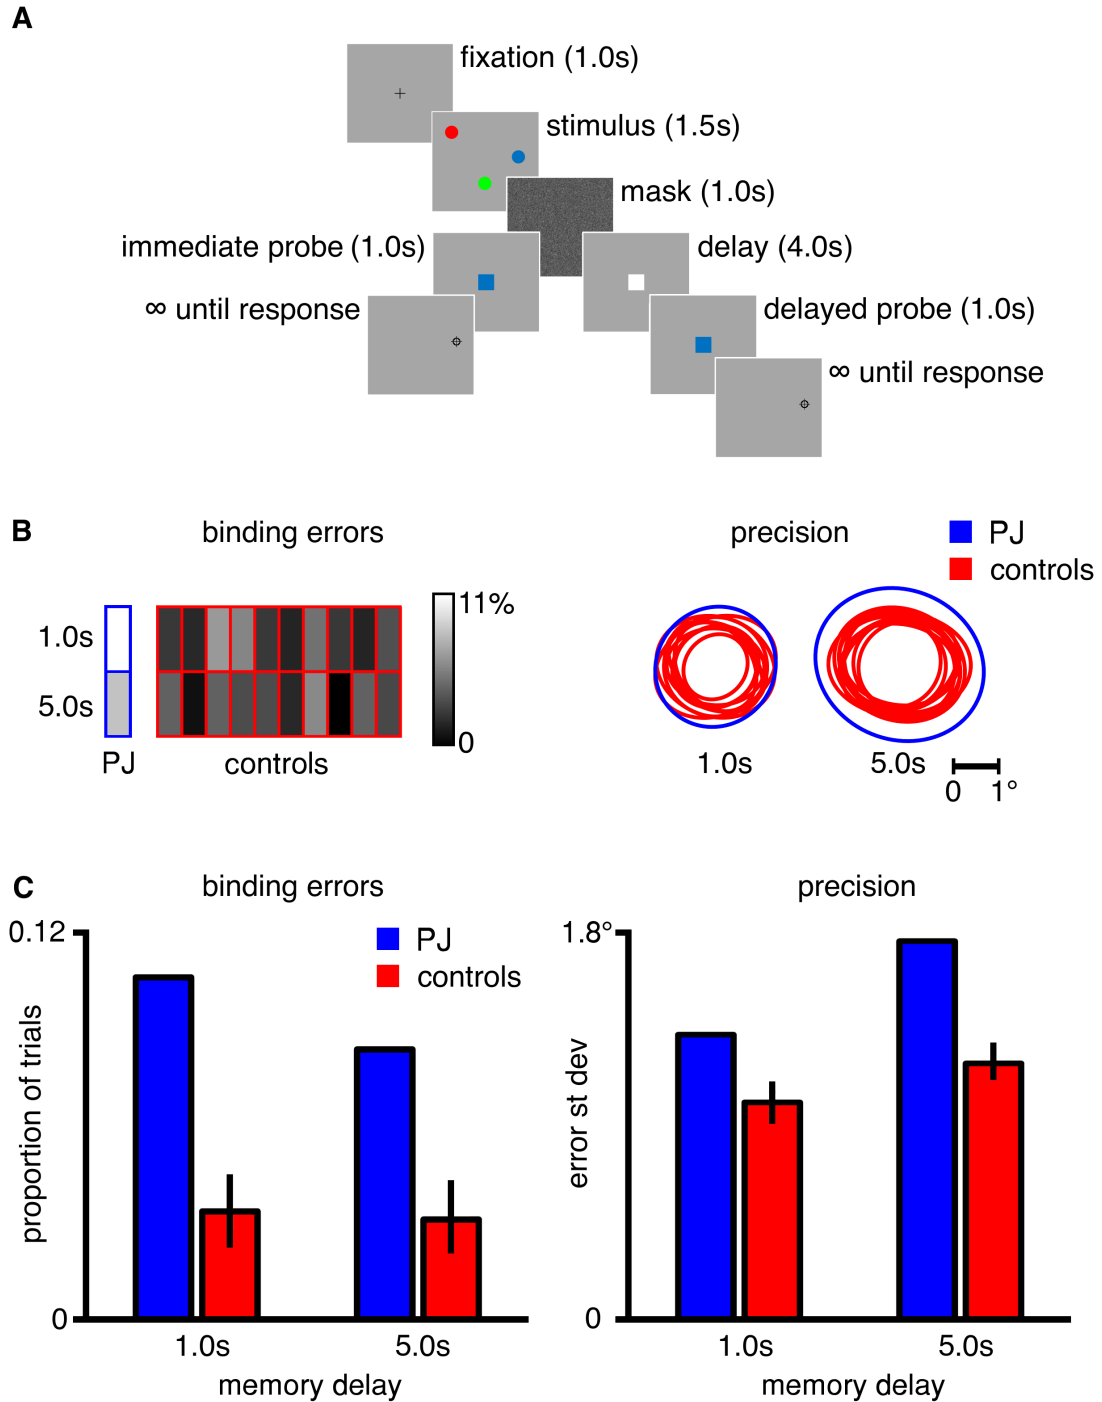 A
fixation (1.0s)
stimulus (1.5s)
mask (1.0s)
immediate probe (1.0s)
delay (4.0s)
∞ until response
delayed probe (1.0s)
∞ until response
B
binding errors
precision
PJ
controls
11%
1.0s
5.0s
0
PJ
controls
1.0s
5.0s
0
1°
C
binding errors
precision
0.12
PJ
controls
proportion of trials
0
1.0s
5.0s
memory delay
1.8°
error st dev
0
1.0s
5.0s
memory delay